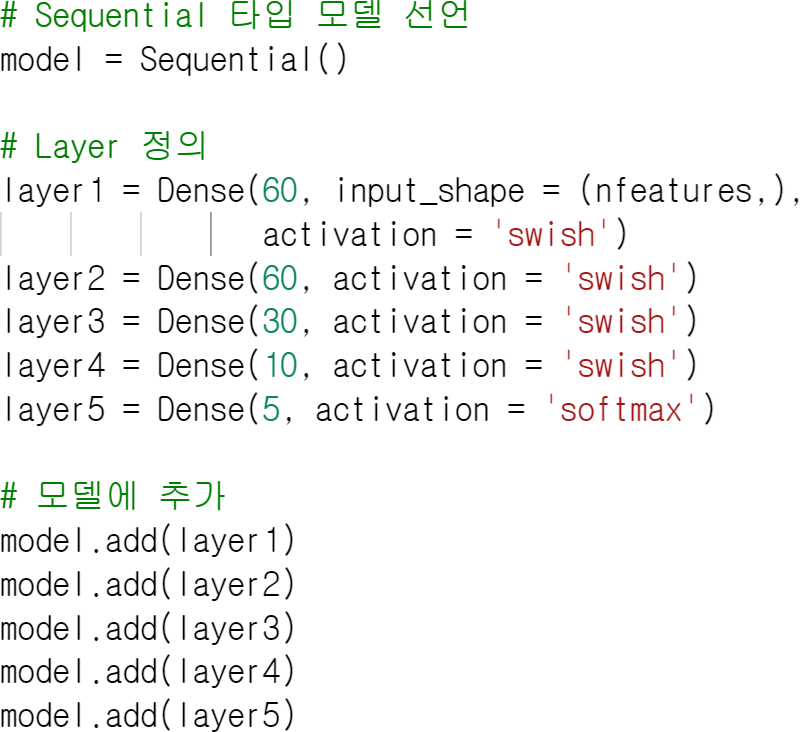 # Sequential 타입 모델 선언
model = Sequential()
# Layer 정의
layer1 = Dense(60, input_shape = (nfeatures,),
activation = 'swish')
layer2 = Dense(60, activation = 'swish')
layer3 = Dense(30, activation = 'swish')
layer4 = Dense(10, activation = 'swish')
layer5 = Dense(5, activation = 'softmax')
# 모델에 추가
model.add(layer1)
model.add(layer2)
model.add(layer3)
model.add(layer4)
model.add(layer5)